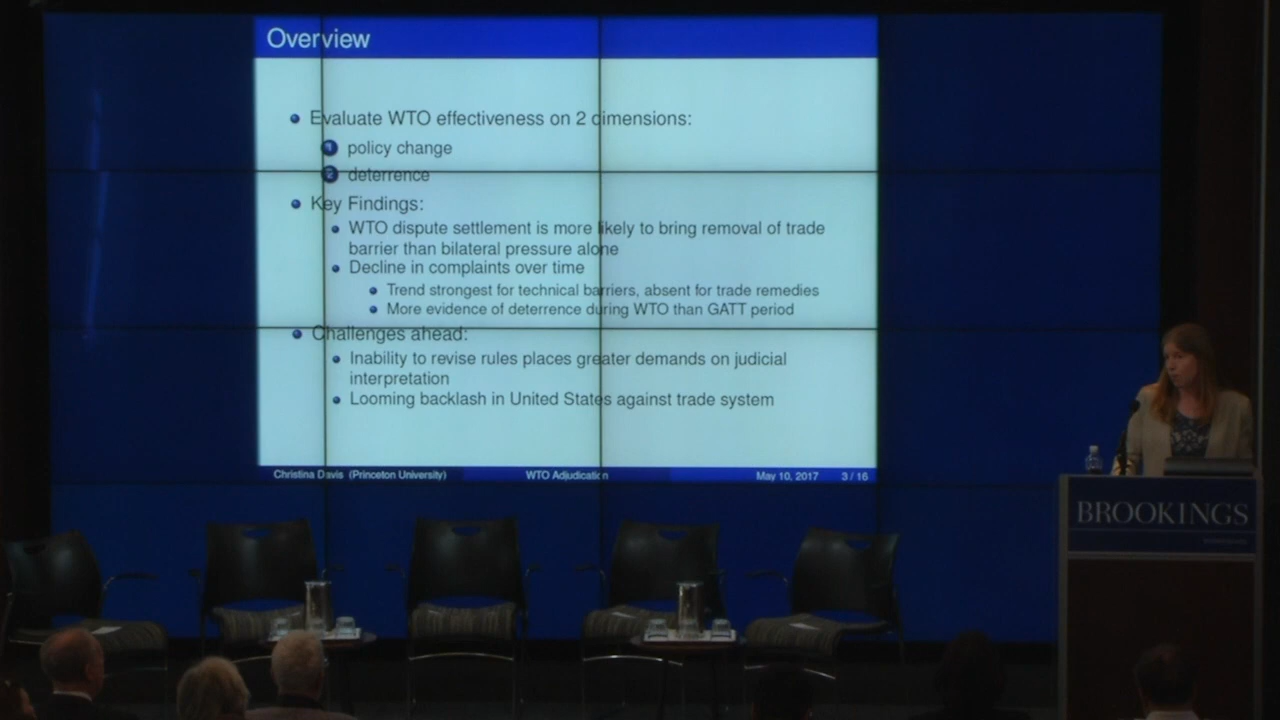 Overview
Evaluate WTO effectiveness on 2 dimensions:
1 policy change
2 deterrence
Key Findings:
WTO dispute settlement is more likely to bring removal of trade
barrier than bilateral pressure alone
Decline in complaints over time
Trend strongest for technical barriers, absent for trade remedies
More evidence of deterrence during WTO than GATT period
Challenges ahead:
Inability to revise rules places greater demands on judicial
interpretation
Looming backlash in United States against trade system
Christina Davis (Princeton University) WTO Adjudication May 10, 2017 3 / 16
BROOKINGS